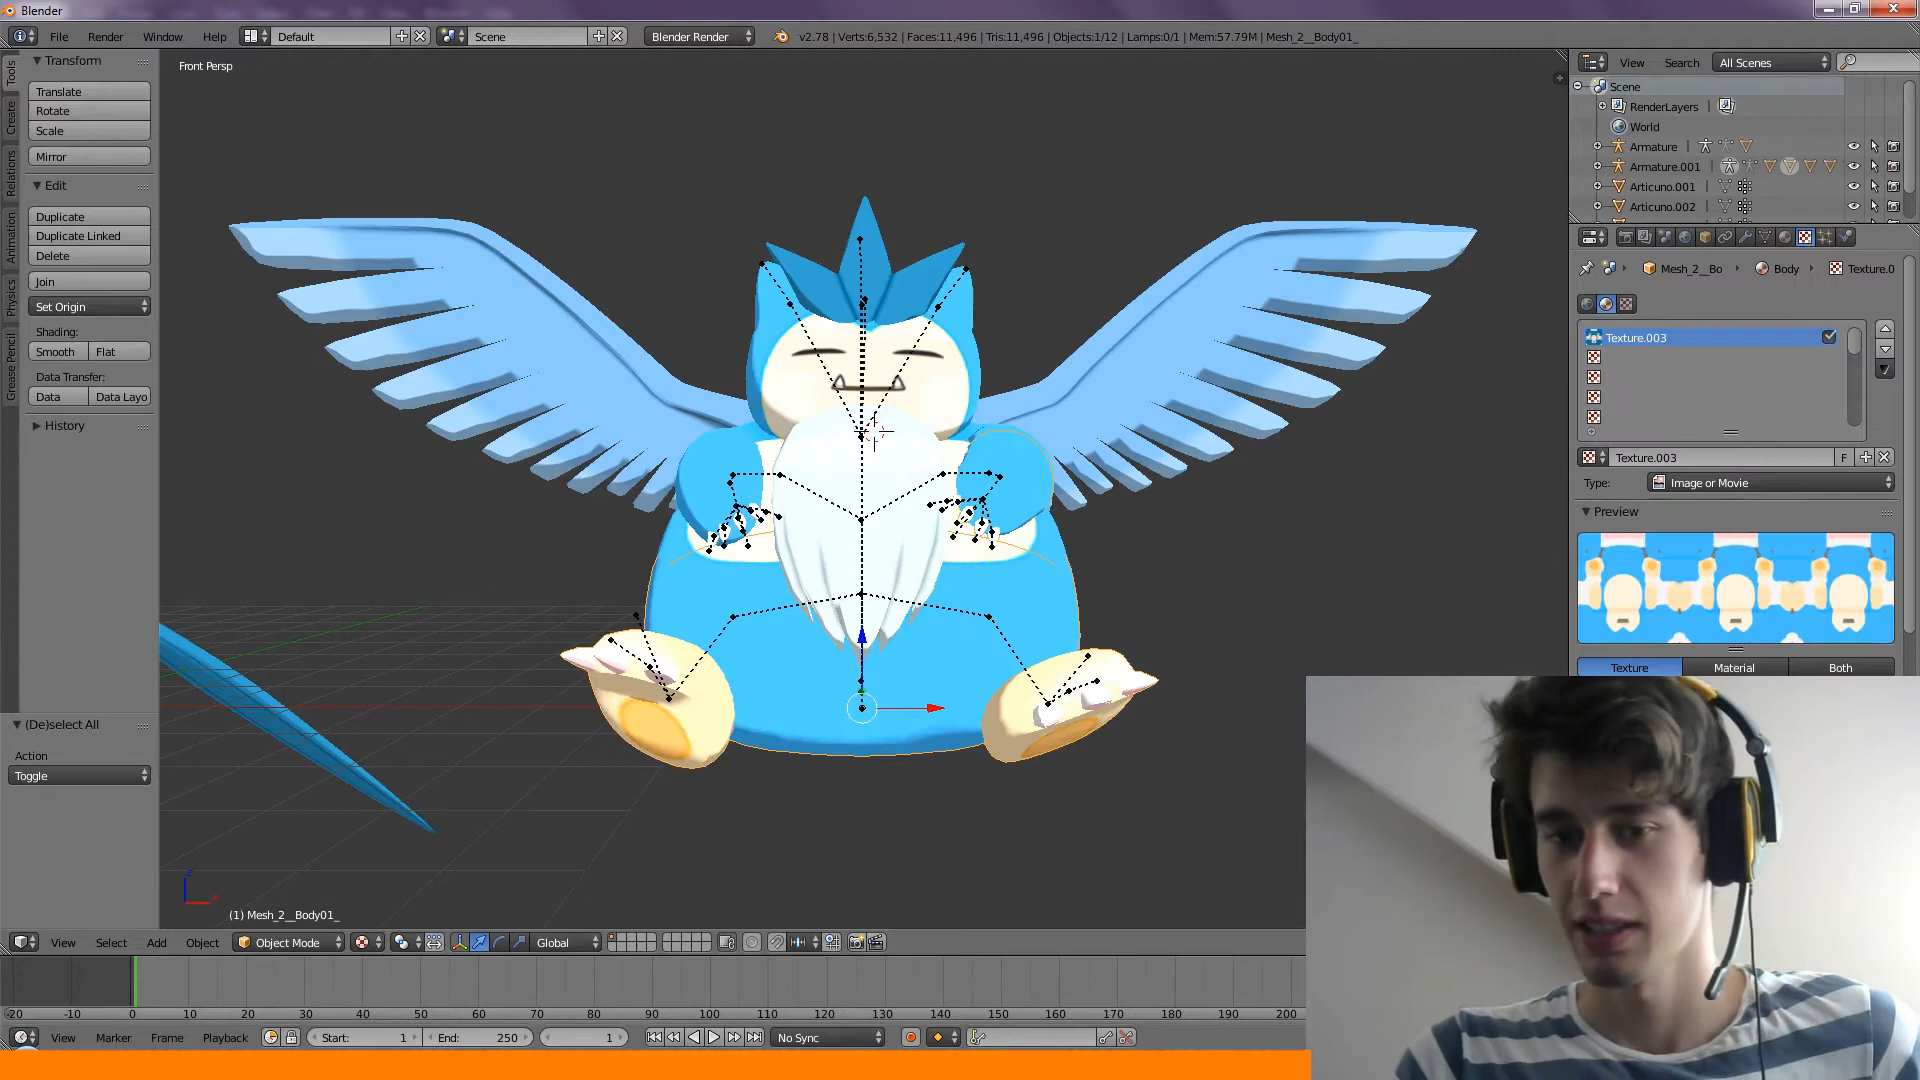 Blender
File Render Window Help Default Scene Blender Render v2.78 | Verts:6,532 | Faces:11,496 | Tris:11,496 | Objects:1/12 | Lamps:0/1 | Mem:57.79M | Mesh_2__Body01_
Tools
Create
Relations
Animation
Physics
Grease Pencil
Transform
Translate
Rotate
Scale
Mirror
Edit
Duplicate
Duplicate Linked
Delete
Join
Set Origin
Shading:
Smooth Flat
Data Transfer:
Data Data Layo
History
(De)select All
Action
Toggle
Front Persp
(1) Mesh_2__Body01_
View Search All Scenes
Scene
RenderLayers
World
Armature
Armature.001
Articuno.001
Articuno.002
Mesh_2__Bo Body Texture.0
Texture.003
Texture.003 F
Type: Image or Movie
Preview
Texture Material Both
View Select Add Object Object Mode Global
-20 -10 0 10 20 30 40 50 60 70 80 90 100 110 120 130 140 150 160 170 180 190 200
View Marker Frame Playback Start: 1 End: 250 1 No Sync